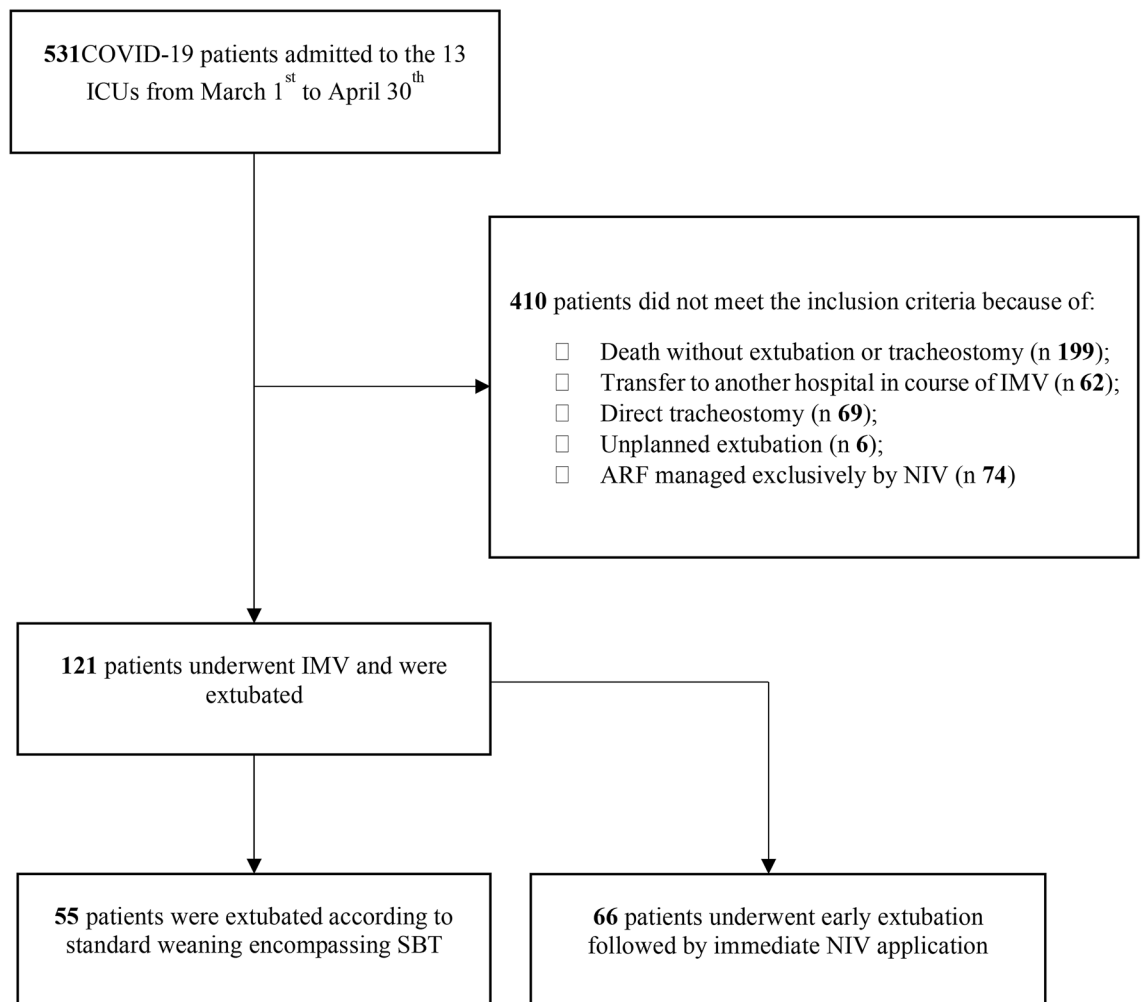 531COVID-19 patients admitted to the 13
ICUs from March 1st to April 30th
410 patients did not meet the inclusion criteria because of:
Death without extubation or tracheostomy (n 199);
Transfer to another hospital in course of IMV (n 62);
Direct tracheostomy (n 69);
Unplanned extubation (n 6);
ARF managed exclusively by NIV (n 74)
121 patients underwent IMV and were
extubated
55 patients were extubated according to
standard weaning encompassing SBT
66 patients underwent early extubation
followed by immediate NIV application